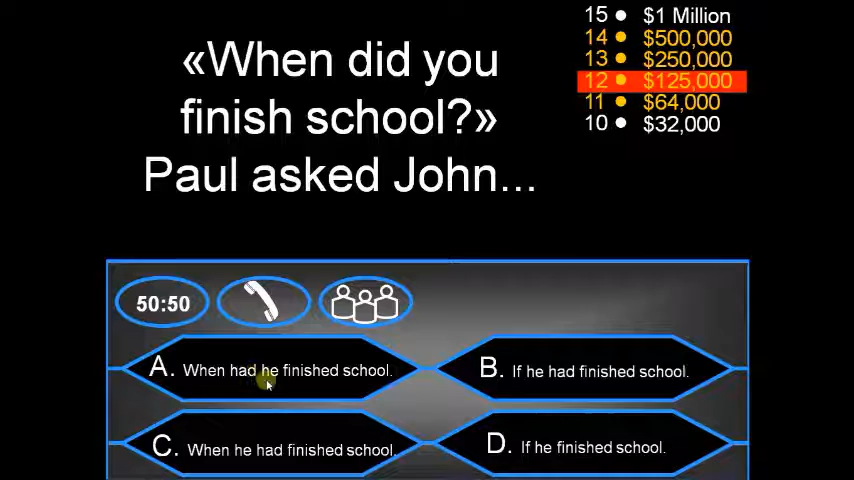 «When did you
finish school?»
Paul asked John...
15 • $1 Million
14 • $500,000
13 • $250,000
12 • $125,000
11 • $64,000
10 • $32,000
50:50
A. When had he finished school.
B. If he had finished school.
C. When he had finished school.
D. If he finished school.